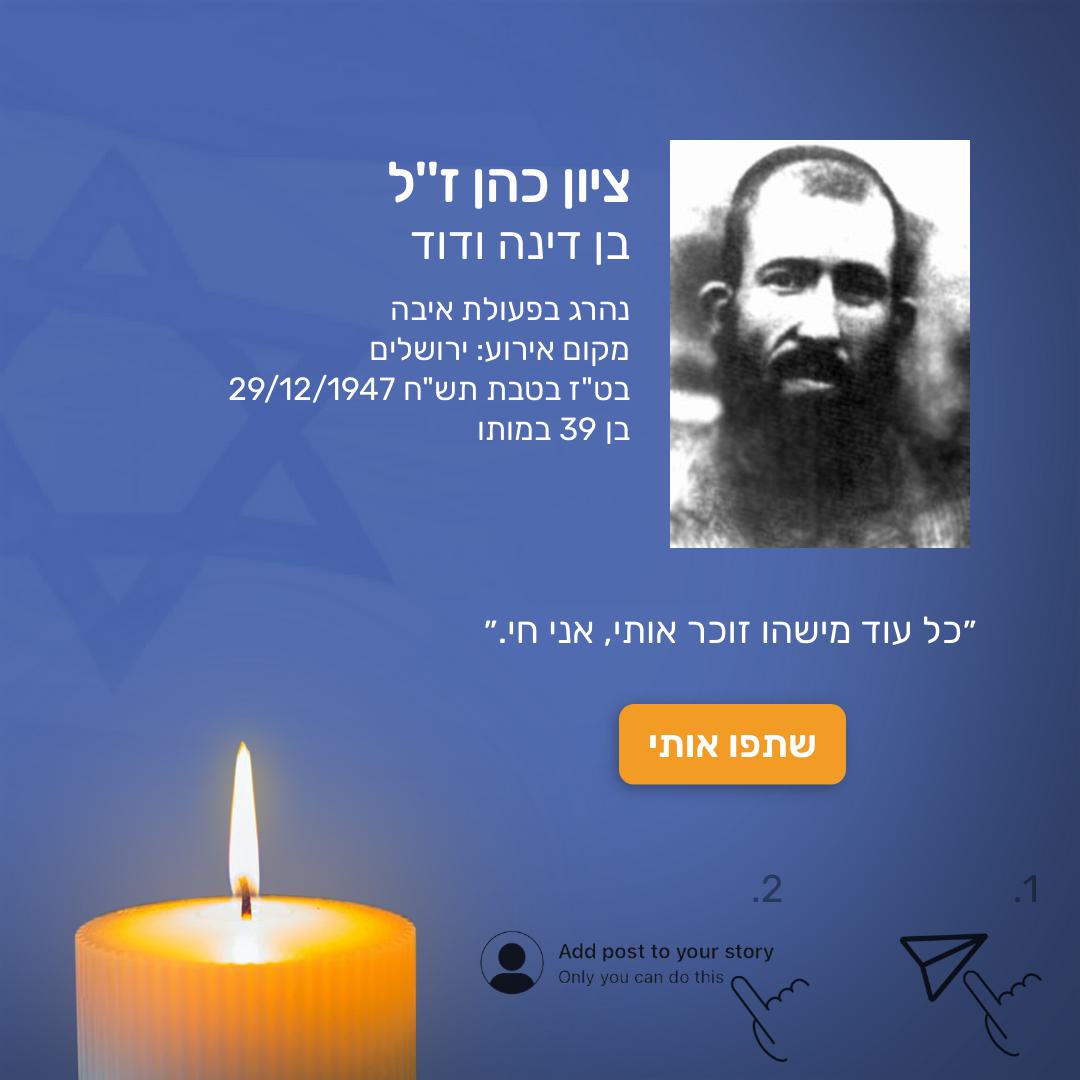 ציון כהן ז"ל
בן דינה ודוד
נהרג בפעולת איבה
מקום אירוע: ירושלים
בט"ז בטבת תש"ח 29/12/1947
בן 39 במותו
״כל עוד מישהו זוכר אותי, אני חי.״
שתפו אותי
1.
2.
Add post to your story
Only you can do this